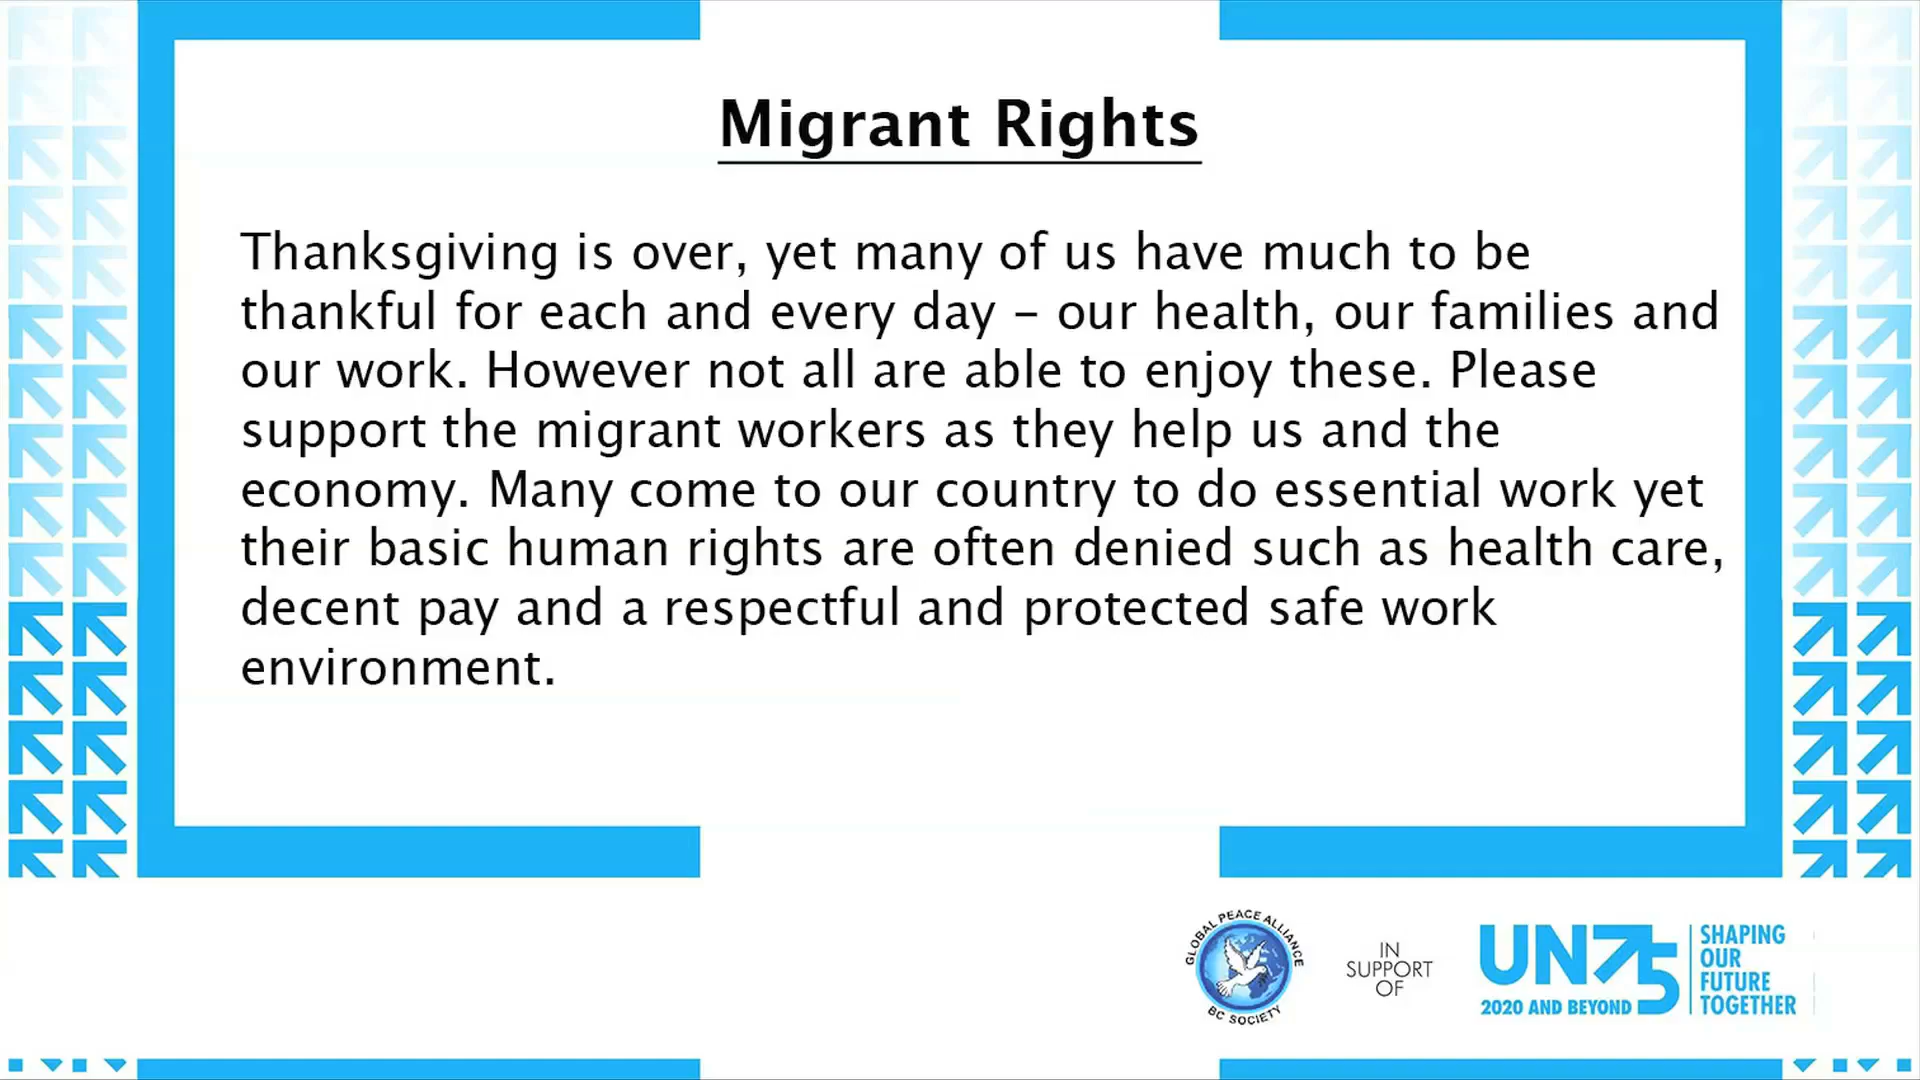 Migrant Rights
Thanksgiving is over, yet many of us have much to be
thankful for each and every day – our health, our families and
our work. However not all are able to enjoy these. Please
support the migrant workers as they help us and the
economy. Many come to our country to do essential work yet
their basic human rights are often denied such as health care,
decent pay and a respectful and protected safe work
environment.
GLOBAL PEACE ALLIANCE
BC SOCIETY
IN
SUPPORT
OF
UN75
2020 AND BEYOND
SHAPING
OUR
FUTURE
TOGETHER